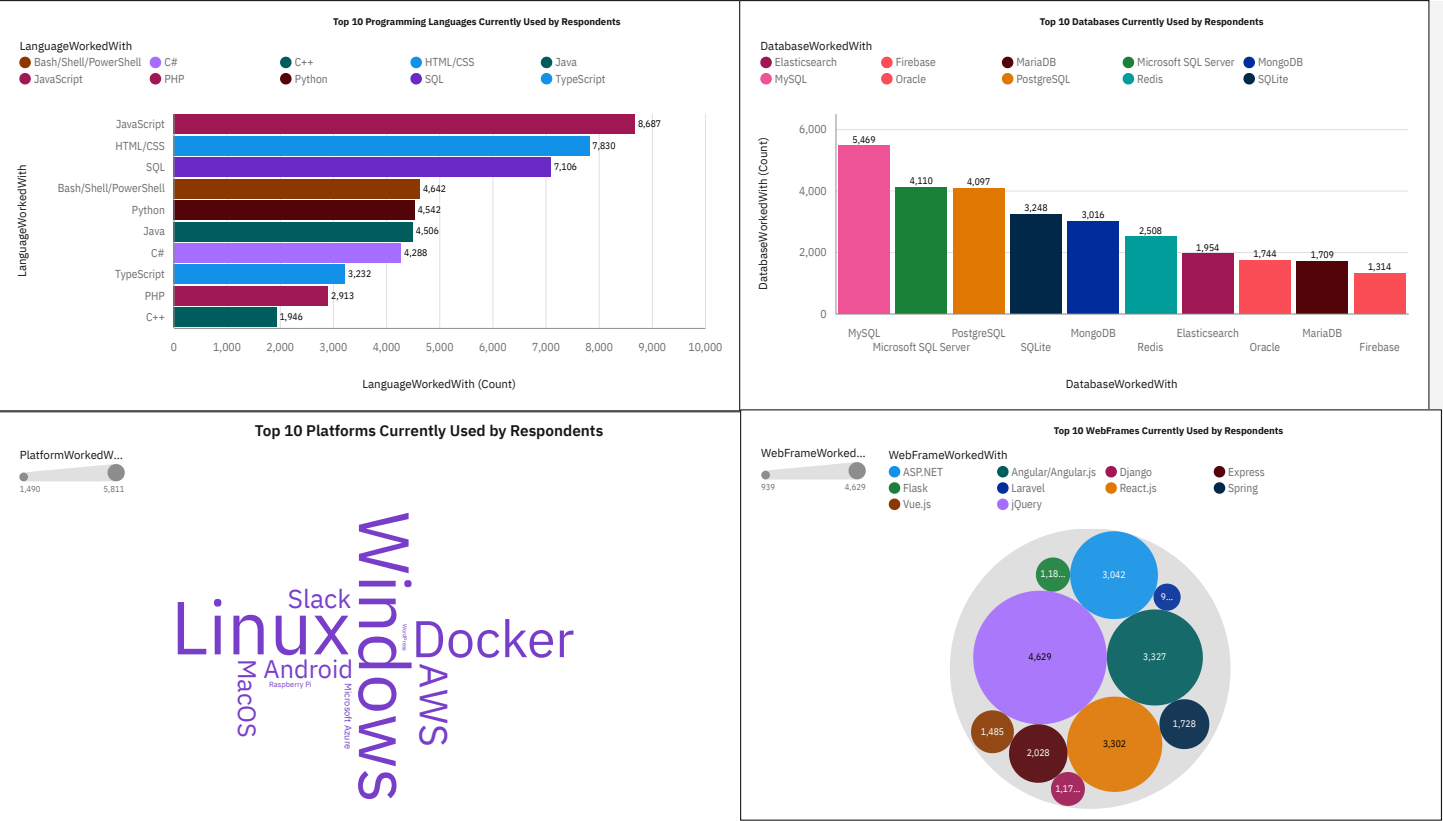 Top 10 Programming Languages Currently Used by Respondents
LanguageWorkedWith
Bash/Shell/PowerShell C# C++ HTML/CSS Java
JavaScript PHP Python SQL TypeScript
LanguageWorkedWith
JavaScript 8,687
HTML/CSS 7,830
SQL 7,106
Bash/Shell/PowerShell 4,642
Python 4,542
Java 4,506
C# 4,288
TypeScript 3,232
PHP 2,913
C++ 1,946
0 1,000 2,000 3,000 4,000 5,000 6,000 7,000 8,000 9,000 10,000
LanguageWorkedWith (Count)
Top 10 Databases Currently Used by Respondents
DatabaseWorkedWith
Elasticsearch Firebase MariaDB Microsoft SQL Server MongoDB
MySQL Oracle PostgreSQL Redis SQLite
DatabaseWorkedWith (Count)
6,000
4,000
2,000
0
5,469
4,110
4,097
3,248
3,016
2,508
1,954
1,744
1,709
1,314
MySQL PostgreSQL MongoDB Elasticsearch MariaDB
Microsoft SQL Server SQLite Redis Oracle Firebase
DatabaseWorkedWith
Top 10 Platforms Currently Used by Respondents
PlatformWorkedW...
1,490 5,811
Windows
Slack
Linux
WordPress
Docker
Android
MacOS
AWS
Raspberry Pi
Microsoft Azure
Top 10 WebFrames Currently Used by Respondents
WebFrameWorked...
939 4,629
WebFrameWorkedWith
ASP.NET Angular/Angular.js Django Express
Flask Laravel React.js Spring
Vue.js jQuery
1,18...
3,042
9...
4,629
3,327
1,728
1,485
2,028
3,302
1,17...